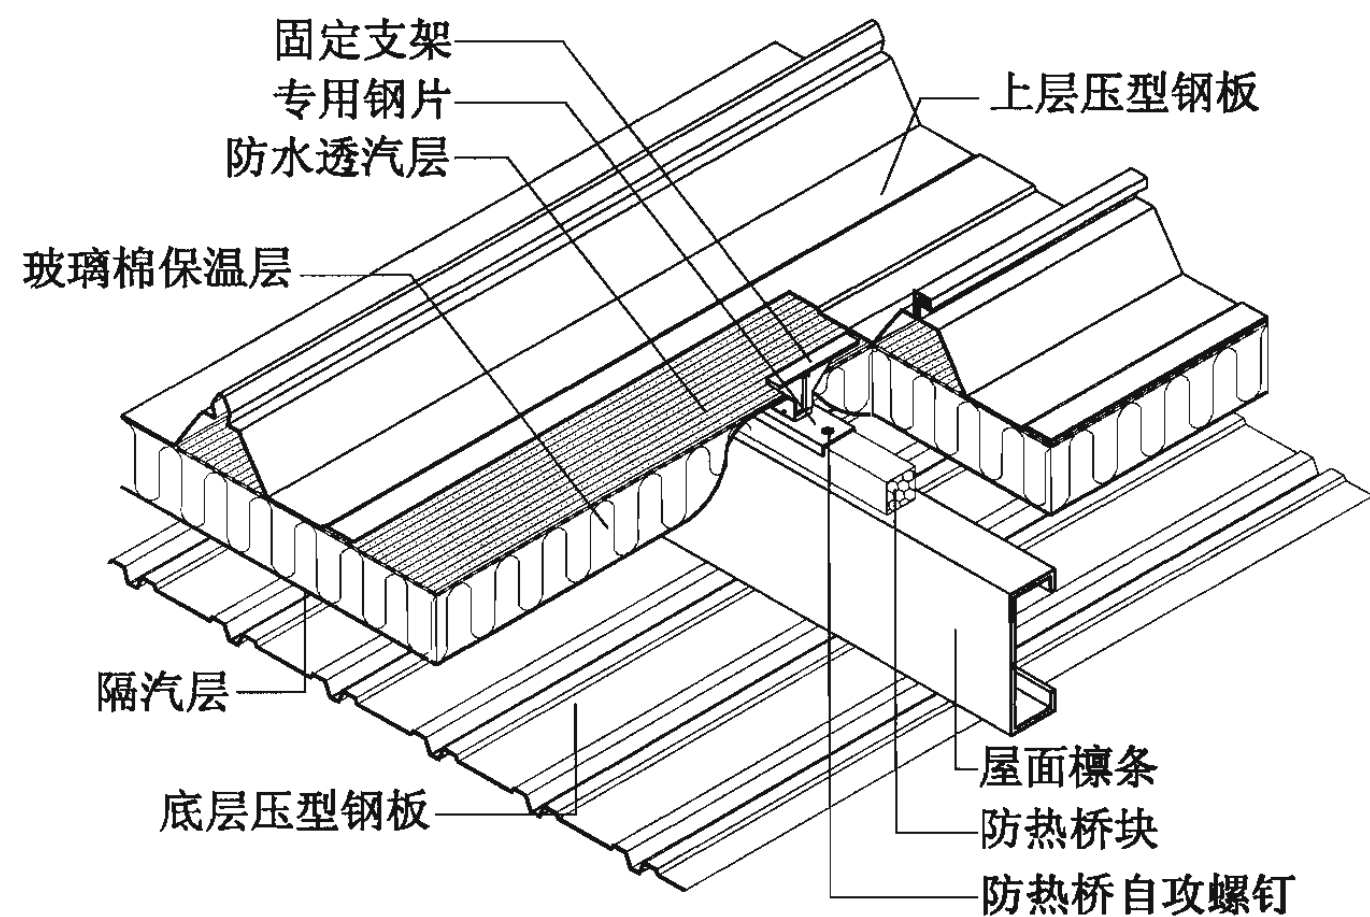 固定支架
专用钢片
防水透汽层
玻璃棉保温层
上层压型钢板
隔汽层
底层压型钢板
屋面檩条
防热桥块
防热桥自攻螺钉